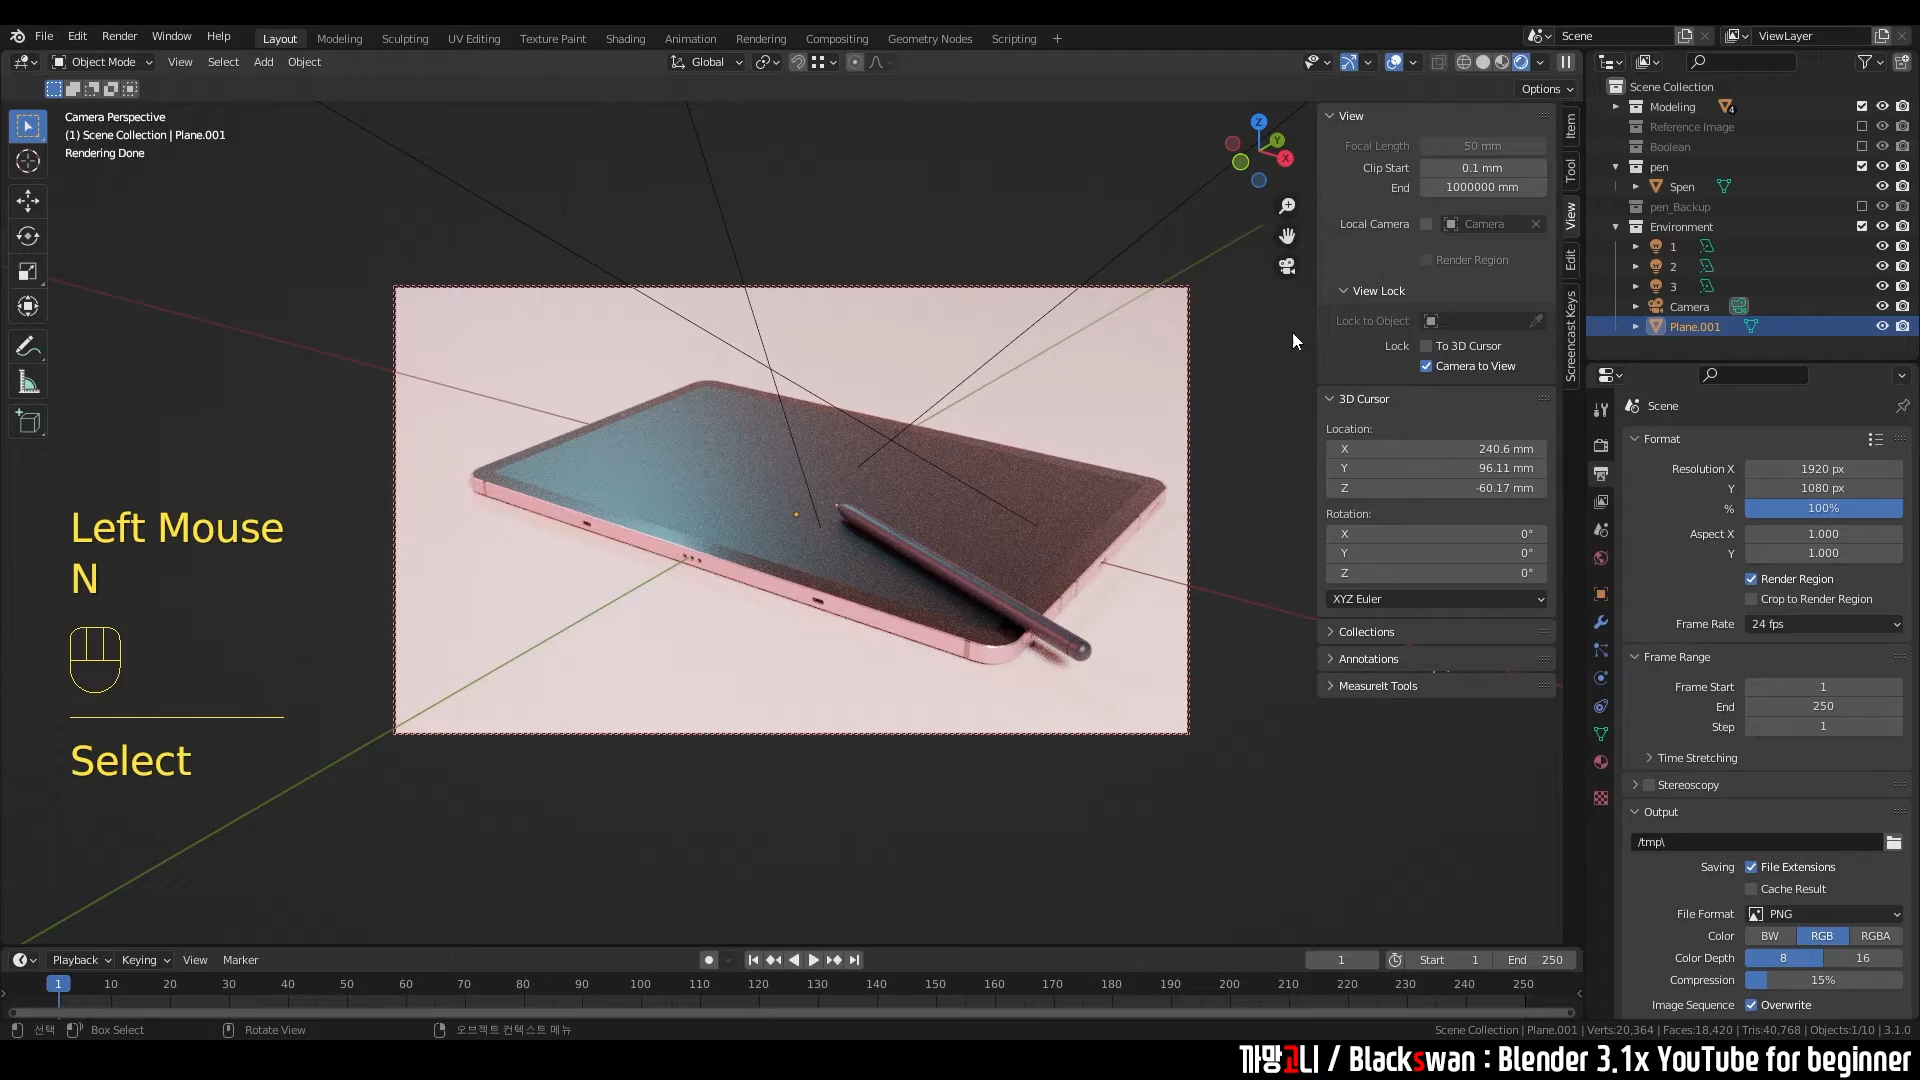 File Edit Render Window Help Layout Modeling Sculpting UV Editing Texture Paint Shading Animation Rendering Compositing Geometry Nodes Scripting + Scene ViewLayer
Object Mode View Select Add Object Global
Options
Camera Perspective
(1) Scene Collection | Plane.001
Rendering Done
Z
Y
X
View
Focal Length 50 mm
Clip Start 0.1 mm
End 1000000 mm
Local Camera Camera
Render Region
View Lock
Lock to Object
Lock To 3D Cursor
Camera to View
3D Cursor
Location:
X 240.6 mm
Y 96.11 mm
Z -60.17 mm
Rotation:
X 0°
Y 0°
Z 0°
XYZ Euler
Collections
Annotations
MeasureIt Tools
Item
Tool
View
Edit
Screencast Keys
Scene Collection
Modeling 4
Reference Image
Boolean
pen
Spen
pen_Backup
Environment
1
2
3
Camera
Plane.001
Scene
Format
Resolution X 1920 px
Y 1080 px
% 100%
Aspect X 1.000
Y 1.000
Render Region
Crop to Render Region
Frame Rate 24 fps
Frame Range
Frame Start 1
End 250
Step 1
Time Stretching
Stereoscopy
Output
/tmp\
Saving File Extensions
Cache Result
File Format PNG
Color BW RGB RGBA
Color Depth 8 16
Compression 15%
Image Sequence Overwrite
Left Mouse
N
Select
Playback Keying View Marker 1 Start 1 End 250
1 10 20 30 40 50 60 70 80 90 100 110 120 130 140 150 160 170 180 190 200 210 220 230 240 250
선택 Box Select Rotate View 오브젝트 컨텍스트 메뉴 Scene Collection | Plane.001 | Verts:20,364 | Faces:18,420 | Tris:40,768 | Objects:1/10 | 3.1.0
까망고니 / Blackswan : Blender 3.1x YouTube for beginner